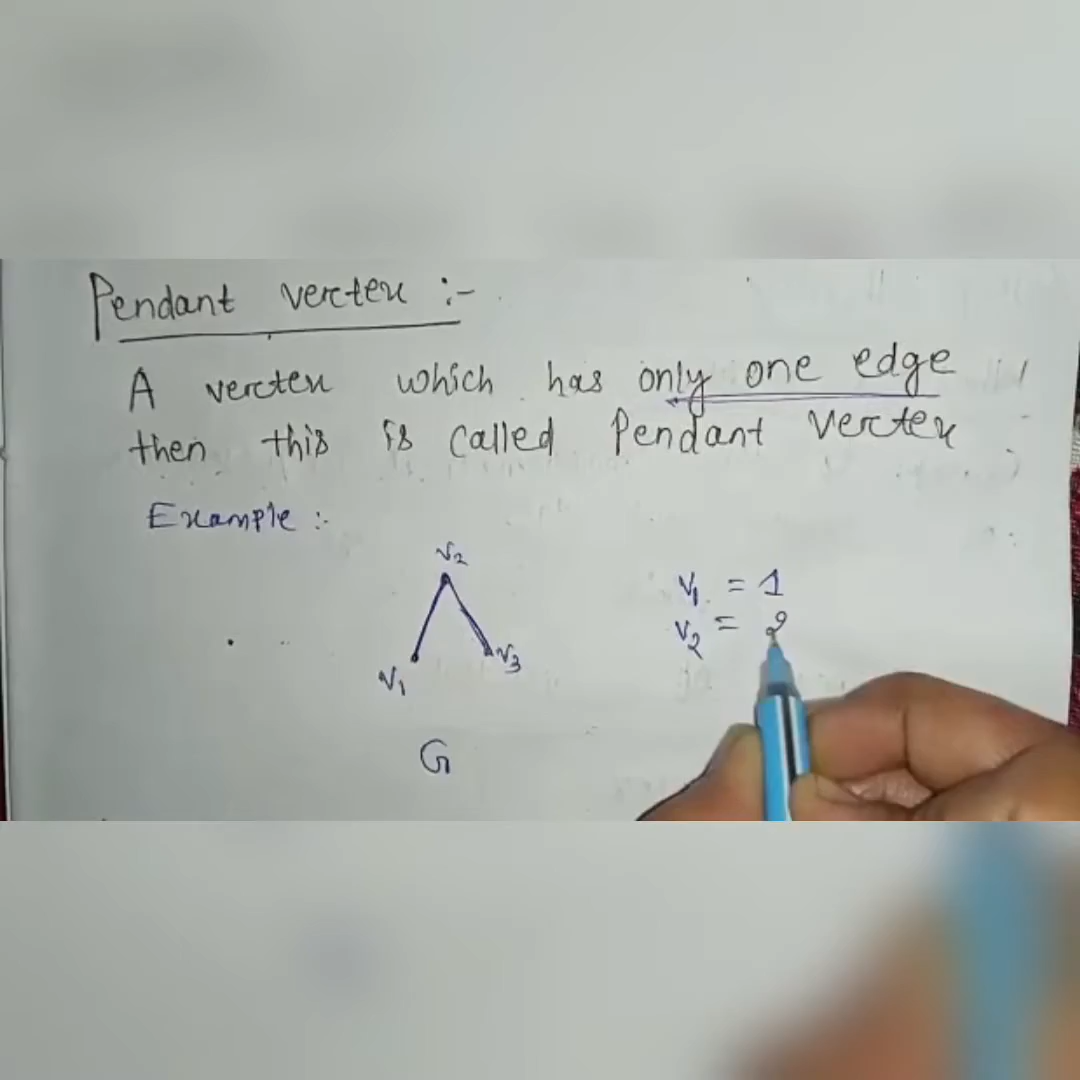 Pendant vertex :-
A vertex which has only one edge
then this is called Pendant vertex
Example :-
V2
V1 = 1
V2 = 2
V3
V1
G